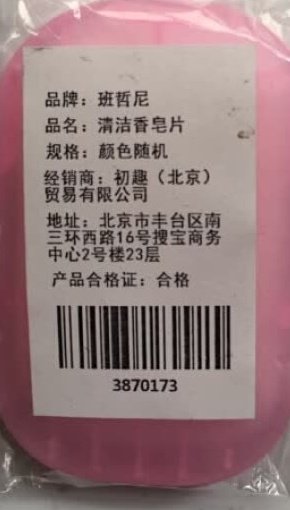 品牌：班哲尼
品名：清洁香皂片
规格：颜色随机
经销商：初趣（北京）
贸易有限公司
地址：北京市丰台区南
三环西路16号搜宝商务
中心2号楼23层
产品合格证：合格
3870173